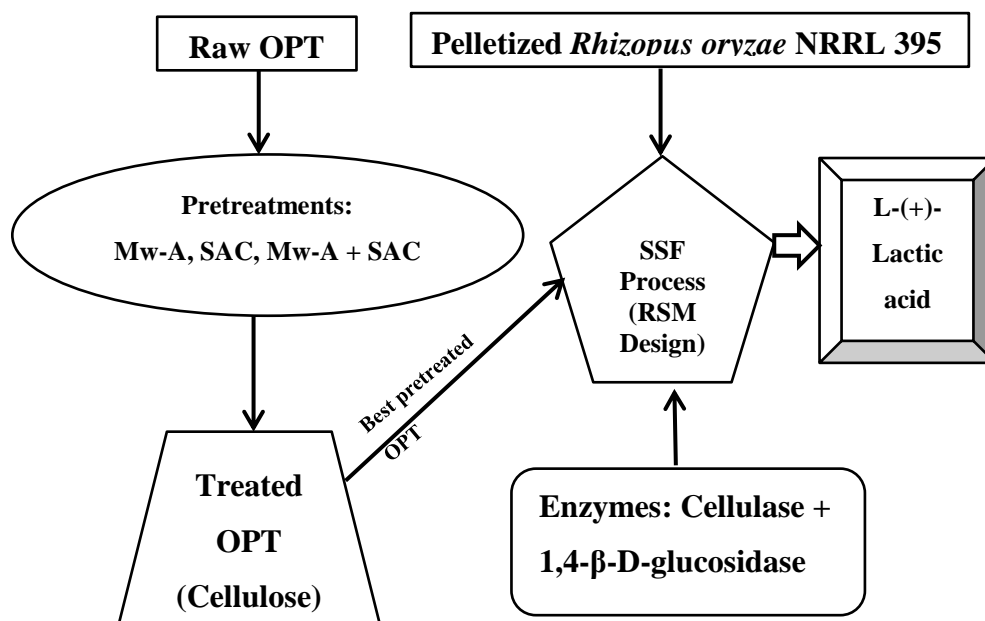 Raw OPT
Pelletized Rhizopus oryzae NRRL 395
Pretreatments:
Mw-A, SAC, Mw-A + SAC
Best pretreated
OPT
Treated
OPT
(Cellulose)
SSF
Process
(RSM
Design)
Enzymes: Cellulase +
1,4-β-D-glucosidase
L-(+)-
Lactic
acid